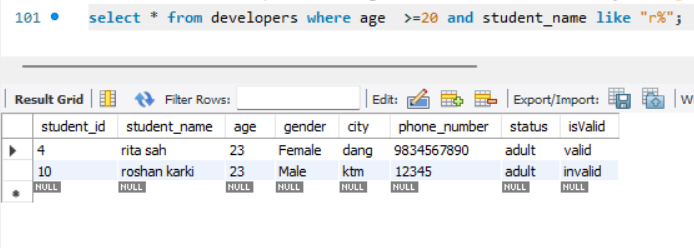 101 select * from developers where age >=20 and student_name like "r%";
Result Grid Filter Rows: Edit: Export/Import: W
student_id student_name age gender city phone_number status isValid
4 rita sah 23 Female dang 9834567890 adult valid
10 roshan karki 23 Male ktm 12345 adult invalid
NULL NULL NULL NULL NULL NULL NULL NULL